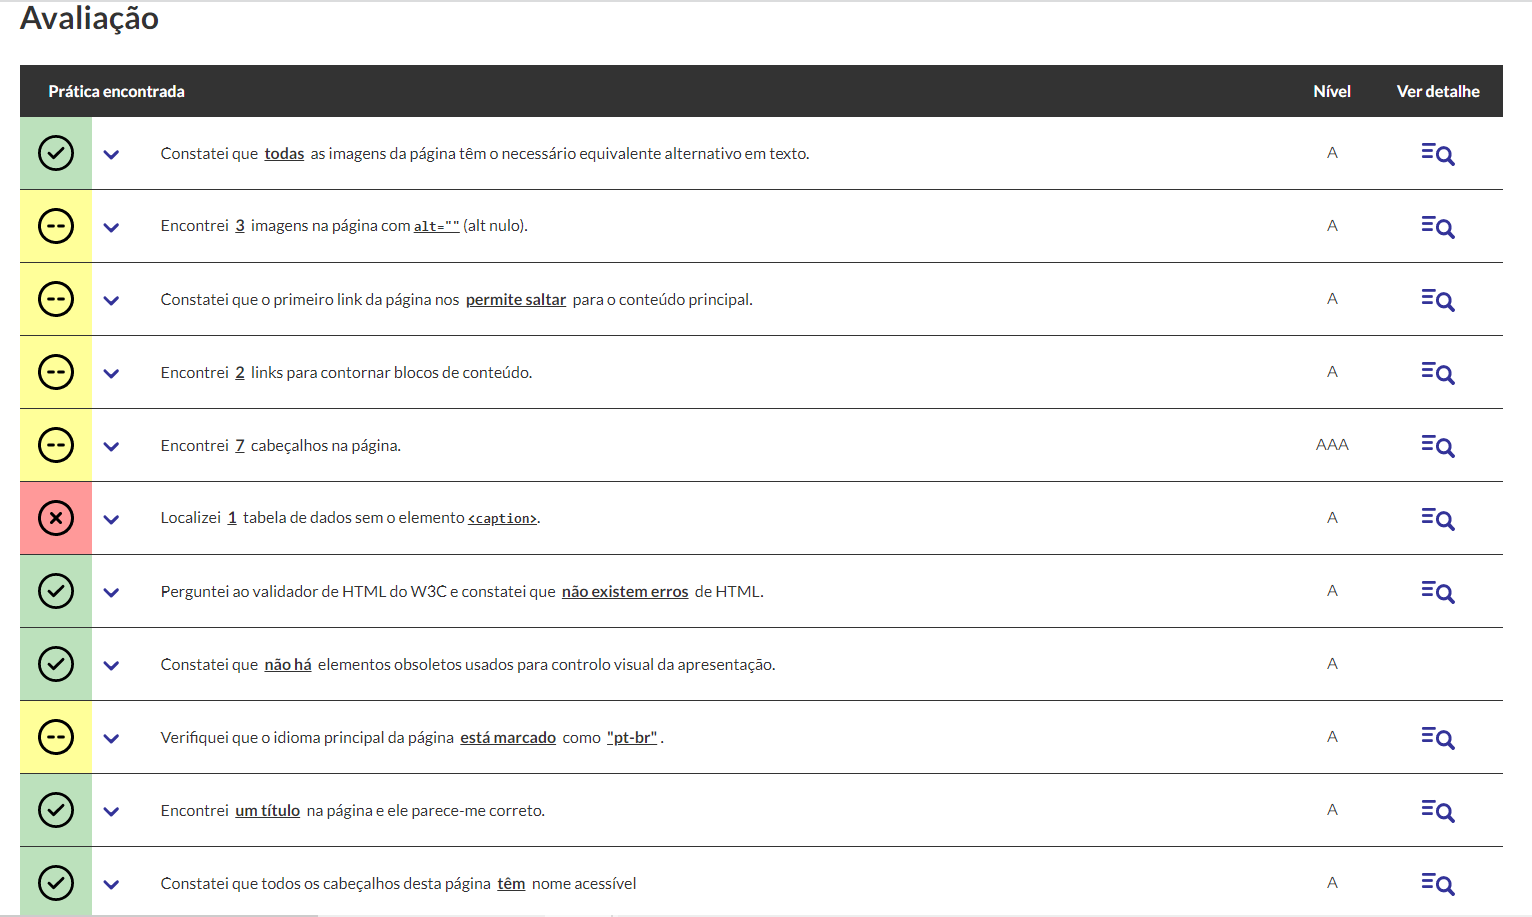 Avaliação
Prática encontrada Nível Ver detalhe
Constatei que todas as imagens da página têm o necessário equivalente alternativo em texto. A
Encontrei 3 imagens na página com alt="" (alt nulo). A
Constatei que o primeiro link da página nos permite saltar para o conteúdo principal. A
Encontrei 2 links para contornar blocos de conteúdo. A
Encontrei 7 cabeçalhos na página. AAA
Localizei 1 tabela de dados sem o elemento <caption>. A
Perguntei ao validador de HTML do W3C e constatei que não existem erros de HTML. A
Constatei que não há elementos obsoletos usados para controlo visual da apresentação. A
Verifiquei que o idioma principal da página está marcado como "pt-br" . A
Encontrei um título na página e ele parece-me correto. A
Constatei que todos os cabeçalhos desta página têm nome acessível A